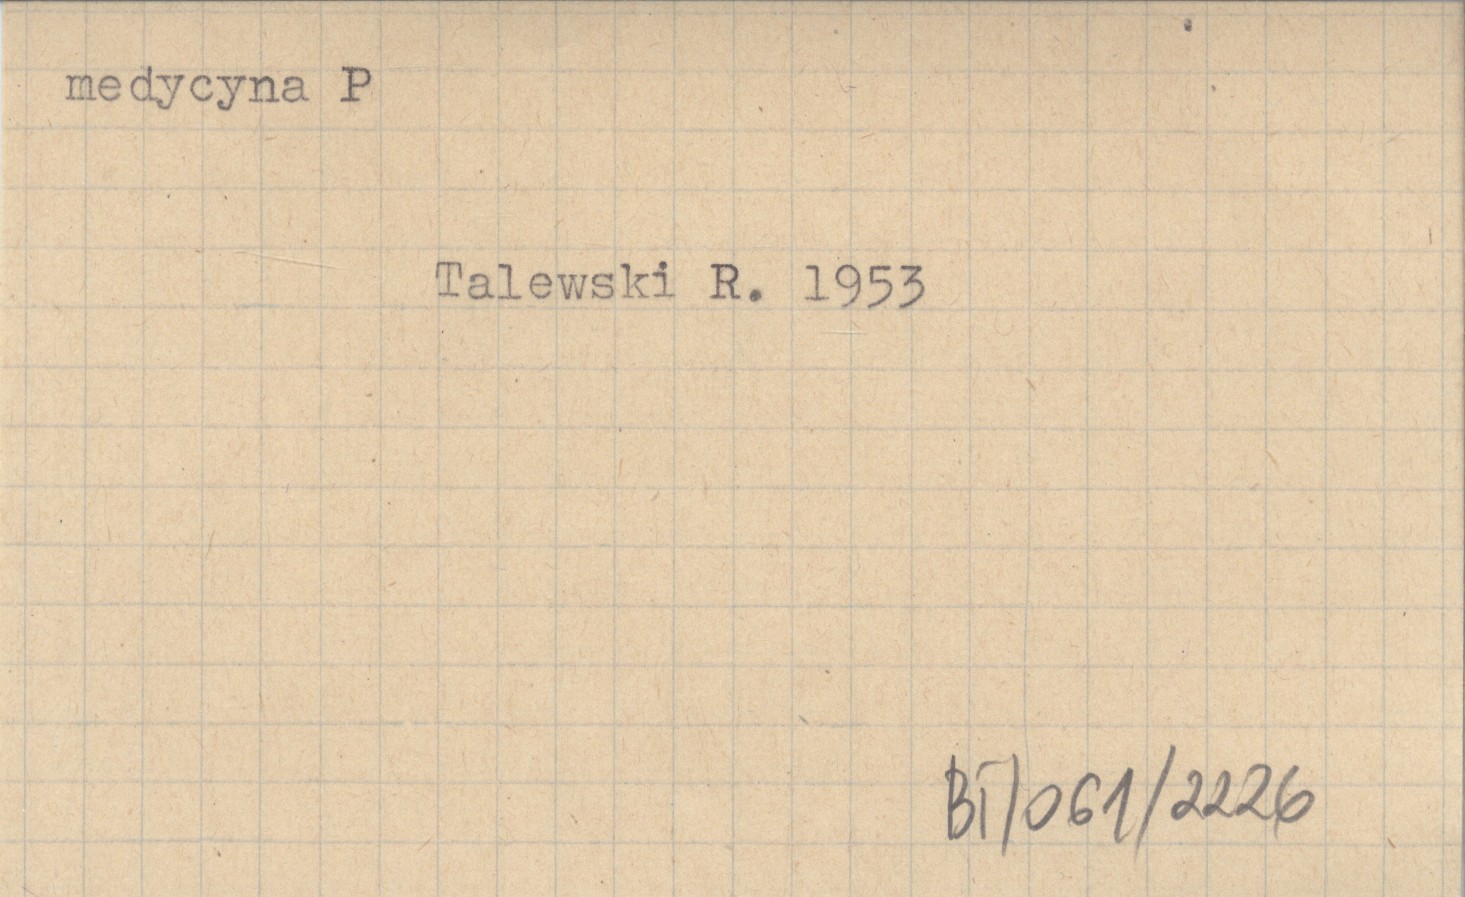 medycyna P
Talewski R. 1953
BI/061/2226